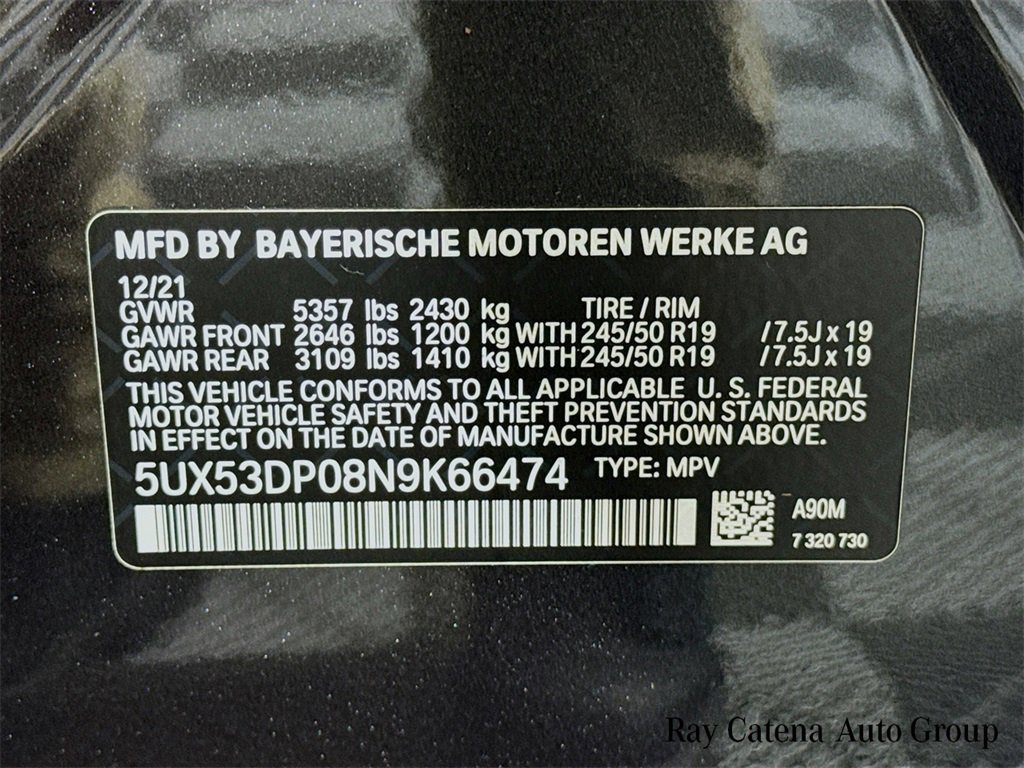 MFD BY BAYERISCHE MOTOREN WERKE AG
12/21
GVWR 5357 lbs 2430 kg TIRE / RIM
GAWR FRONT 2646 lbs 1200 kg WITH 245/50 R19 /7.5J x 19
GAWR REAR 3109 lbs 1410 kg WITH 245/50 R19 /7.5J x 19
THIS VEHICLE CONFORMS TO ALL APPLICABLE U. S. FEDERAL
MOTOR VEHICLE SAFETY AND THEFT PREVENTION STANDARDS
IN EFFECT ON THE DATE OF MANUFACTURE SHOWN ABOVE.
5UX53DP08N9K66474 TYPE: MPV
A90M
7 320 730
Ray Catena Auto Group